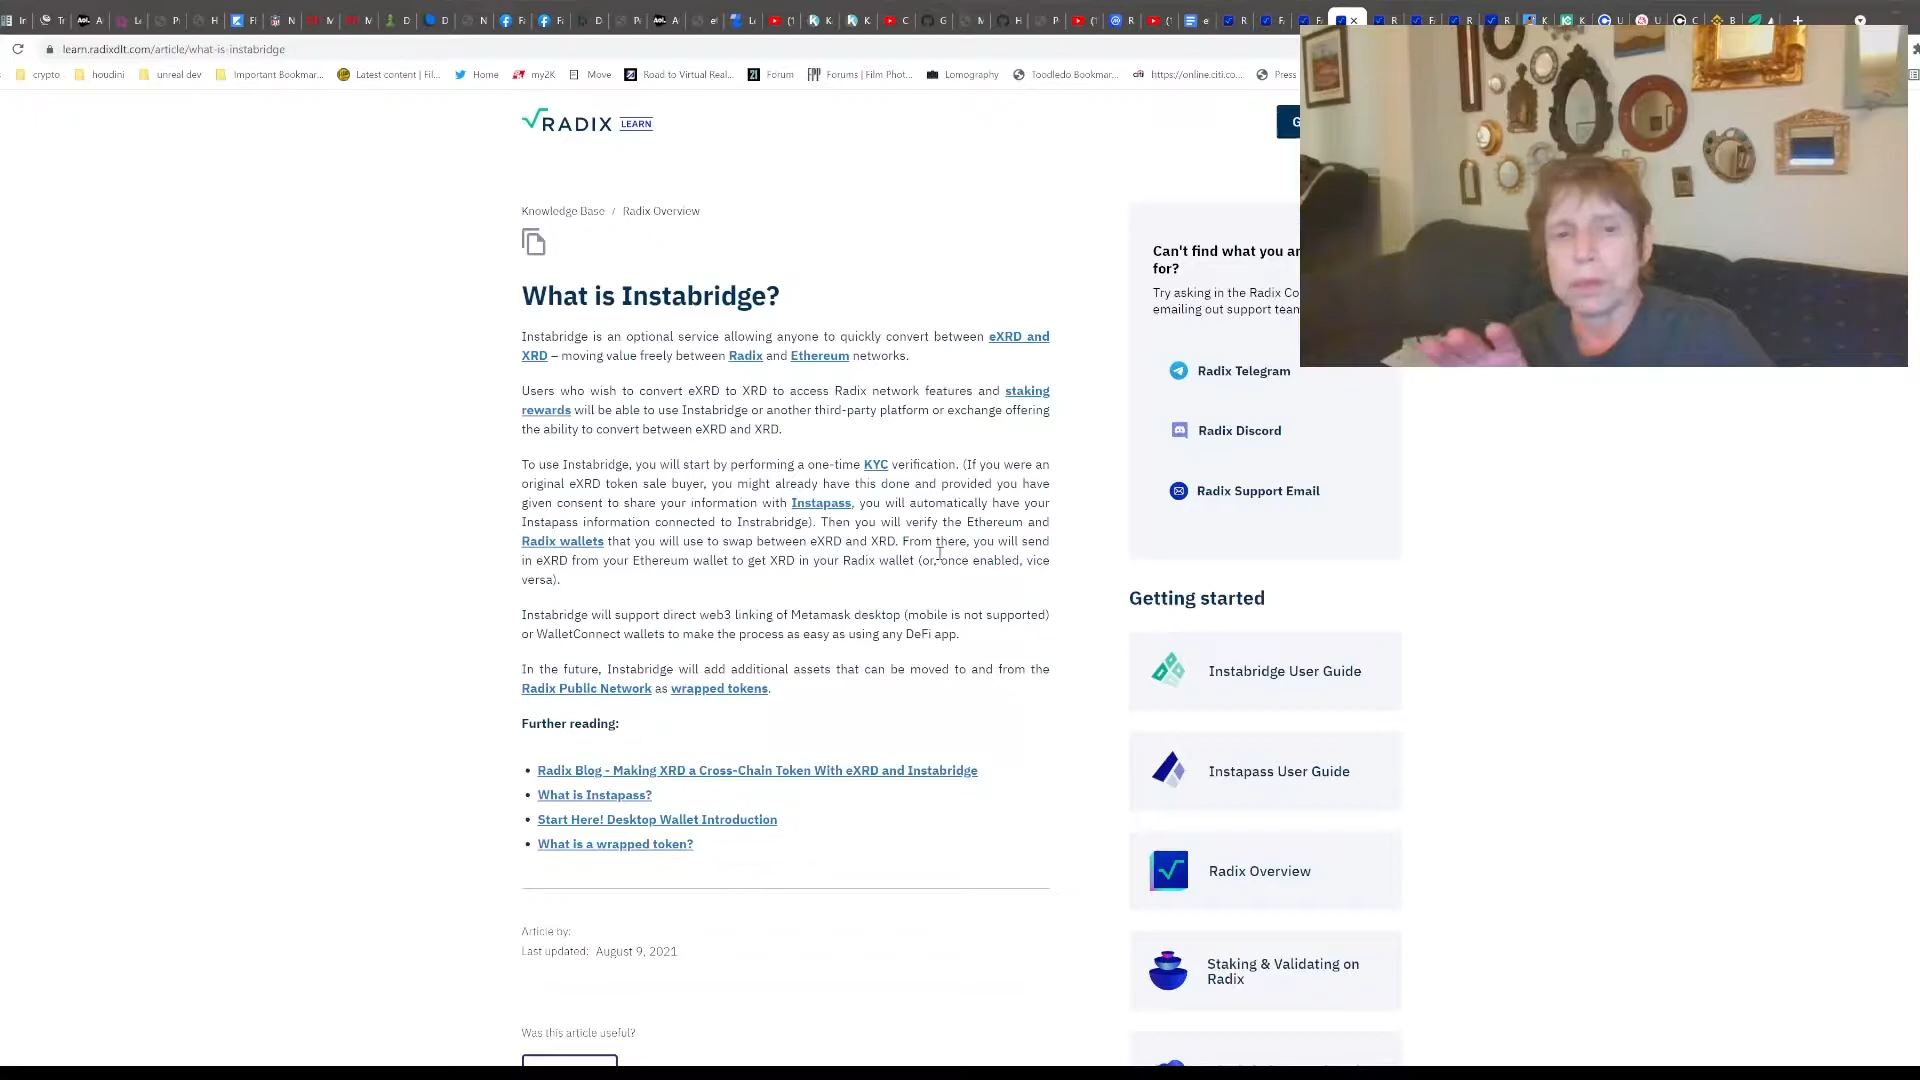 learn.radixdlt.com/article/what-is-instabridge
crypto
houdini
unreal dev
Important Bookmar...
Latest content | Fil...
Home
my2K
Move
Road to Virtual Real...
Forum
Forums | Film Phot...
Lomography
Toodledo Bookmar...
https://online.citi.co...
Press
RADIX LEARN
G
Knowledge Base / Radix Overview
What is Instabridge?
Instabridge is an optional service allowing anyone to quickly convert between eXRD and
XRD – moving value freely between Radix and Ethereum networks.
Users who wish to convert eXRD to XRD to access Radix network features and staking
rewards will be able to use Instabridge or another third-party platform or exchange offering
the ability to convert between eXRD and XRD.
To use Instabridge, you will start by performing a one-time KYC verification. (If you were an
original eXRD token sale buyer, you might already have this done and provided you have
given consent to share your information with Instapass, you will automatically have your
Instapass information connected to Instrabridge). Then you will verify the Ethereum and
Radix wallets that you will use to swap between eXRD and XRD. From there, you will send
in eXRD from your Ethereum wallet to get XRD in your Radix wallet (or, once enabled, vice
versa).
Instabridge will support direct web3 linking of Metamask desktop (mobile is not supported)
or WalletConnect wallets to make the process as easy as using any DeFi app.
In the future, Instabridge will add additional assets that can be moved to and from the
Radix Public Network as wrapped tokens.
Further reading:
• Radix Blog - Making XRD a Cross-Chain Token With eXRD and Instabridge
• What is Instapass?
• Start Here! Desktop Wallet Introduction
• What is a wrapped token?
Article by:
Last updated: August 9, 2021
Was this article useful?
Can't find what you ar
for?
Try asking in the Radix Co
emailing out support team
Radix Telegram
Radix Discord
Radix Support Email
Getting started
Instabridge User Guide
Instapass User Guide
Radix Overview
Staking & Validating on
Radix